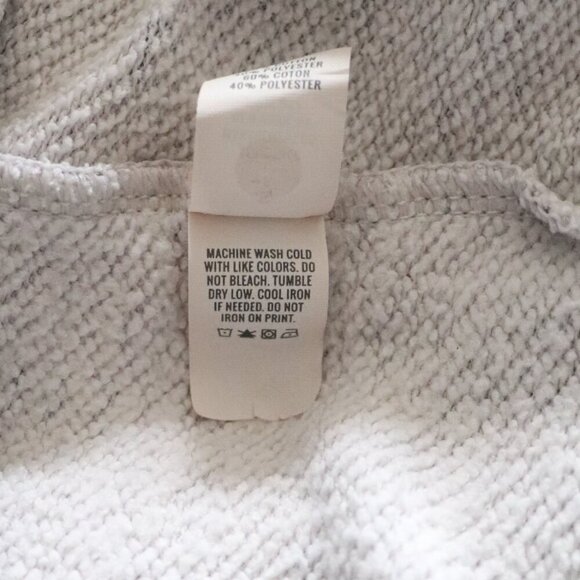 POLYESTER
60% COTON
40% POLYESTER
MACHINE WASH COLD
WITH LIKE COLORS. DO
NOT BLEACH. TUMBLE
DRY LOW. COOL IRON
IF NEEDED. DO NOT
IRON ON PRINT.